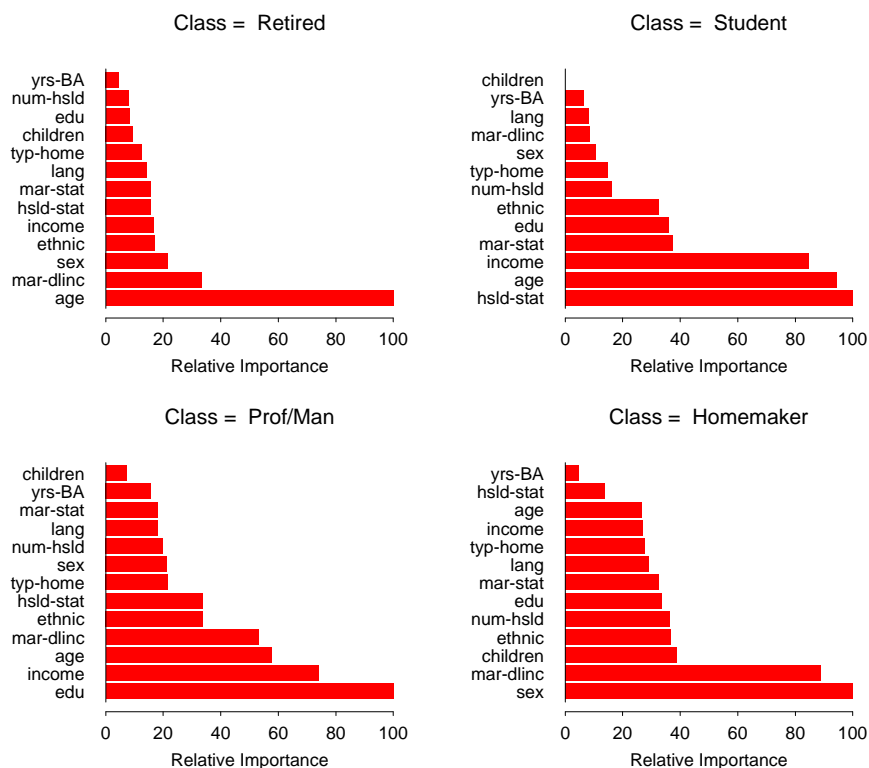 Class = Retired
yrs-BA
num-hsld
edu
children
typ-home
lang
mar-stat
hsld-stat
income
ethnic
sex
mar-dlinc
age
0 20 40 60 80 100
Relative Importance
Class = Student
children
yrs-BA
lang
mar-dlinc
sex
typ-home
num-hsld
ethnic
edu
mar-stat
income
age
hsld-stat
0 20 40 60 80 100
Relative Importance
Class = Prof/Man
children
yrs-BA
mar-stat
lang
num-hsld
sex
typ-home
hsld-stat
ethnic
mar-dlinc
age
income
edu
0 20 40 60 80 100
Relative Importance
Class = Homemaker
yrs-BA
hsld-stat
age
income
typ-home
lang
mar-stat
edu
num-hsld
ethnic
children
mar-dlinc
sex
0 20 40 60 80 100
Relative Importance